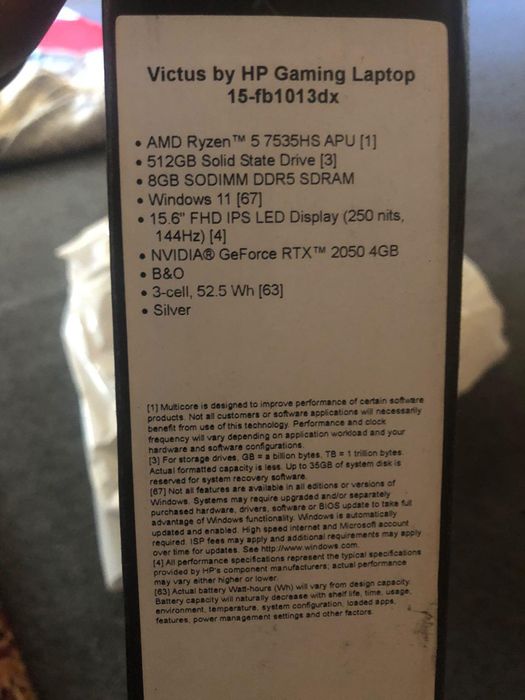 Victus by HP Gaming Laptop
15-fb1013dx
• AMD Ryzen™ 5 7535HS APU [1]
• 512GB Solid State Drive [3]
• 8GB SODIMM DDR5 SDRAM
• Windows 11 [67]
• 15.6" FHD IPS LED Display (250 nits,
144Hz) [4]
• NVIDIA® GeForce RTX™ 2050 4GB
• B&O
• 3-cell, 52.5 Wh [63]
• Silver
[1] Multicore is designed to improve performance of certain software
products. Not all customers or software applications will necessarily
benefit from use of this technology. Performance and clock
frequency will vary depending on application workload and your
hardware and software configurations.
[3] For storage drives, GB = a billion bytes, TB = 1 trillion bytes.
Actual formatted capacity is less. Up to 35GB of system disk is
reserved for system recovery software.
[67] Not all features are available in all editions or versions of
Windows. Systems may require upgraded and/or separately
purchased hardware, drivers, software or BIOS update to take full
advantage of Windows functionality. Windows is automatically
updated and enabled. High speed internet and Microsoft account
required. ISP fees may apply and additional requirements may apply
over time for updates. See http://www.windows.com.
[4] All performance specifications represent the typical specifications
provided by HP's component manufacturers; actual performance
may vary either higher or lower.
[63] Actual battery Watt-hours (Wh) will vary from design capacity.
Battery capacity will naturally decrease with shelf life, time, usage,
environment, temperature, system configuration, loaded apps,
features, power management settings and other factors.